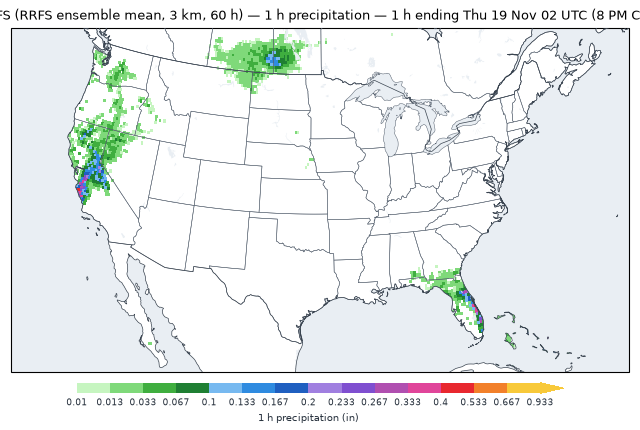 FS (RRFS ensemble mean, 3 km, 60 h) — 1 h precipitation — 1 h ending Thu 19 Nov 02 UTC (8 PM C
0.01 0.013 0.033 0.067 0.1 0.133 0.167 0.2 0.233 0.267 0.333 0.4 0.533 0.667 0.933
1 h precipitation (in)